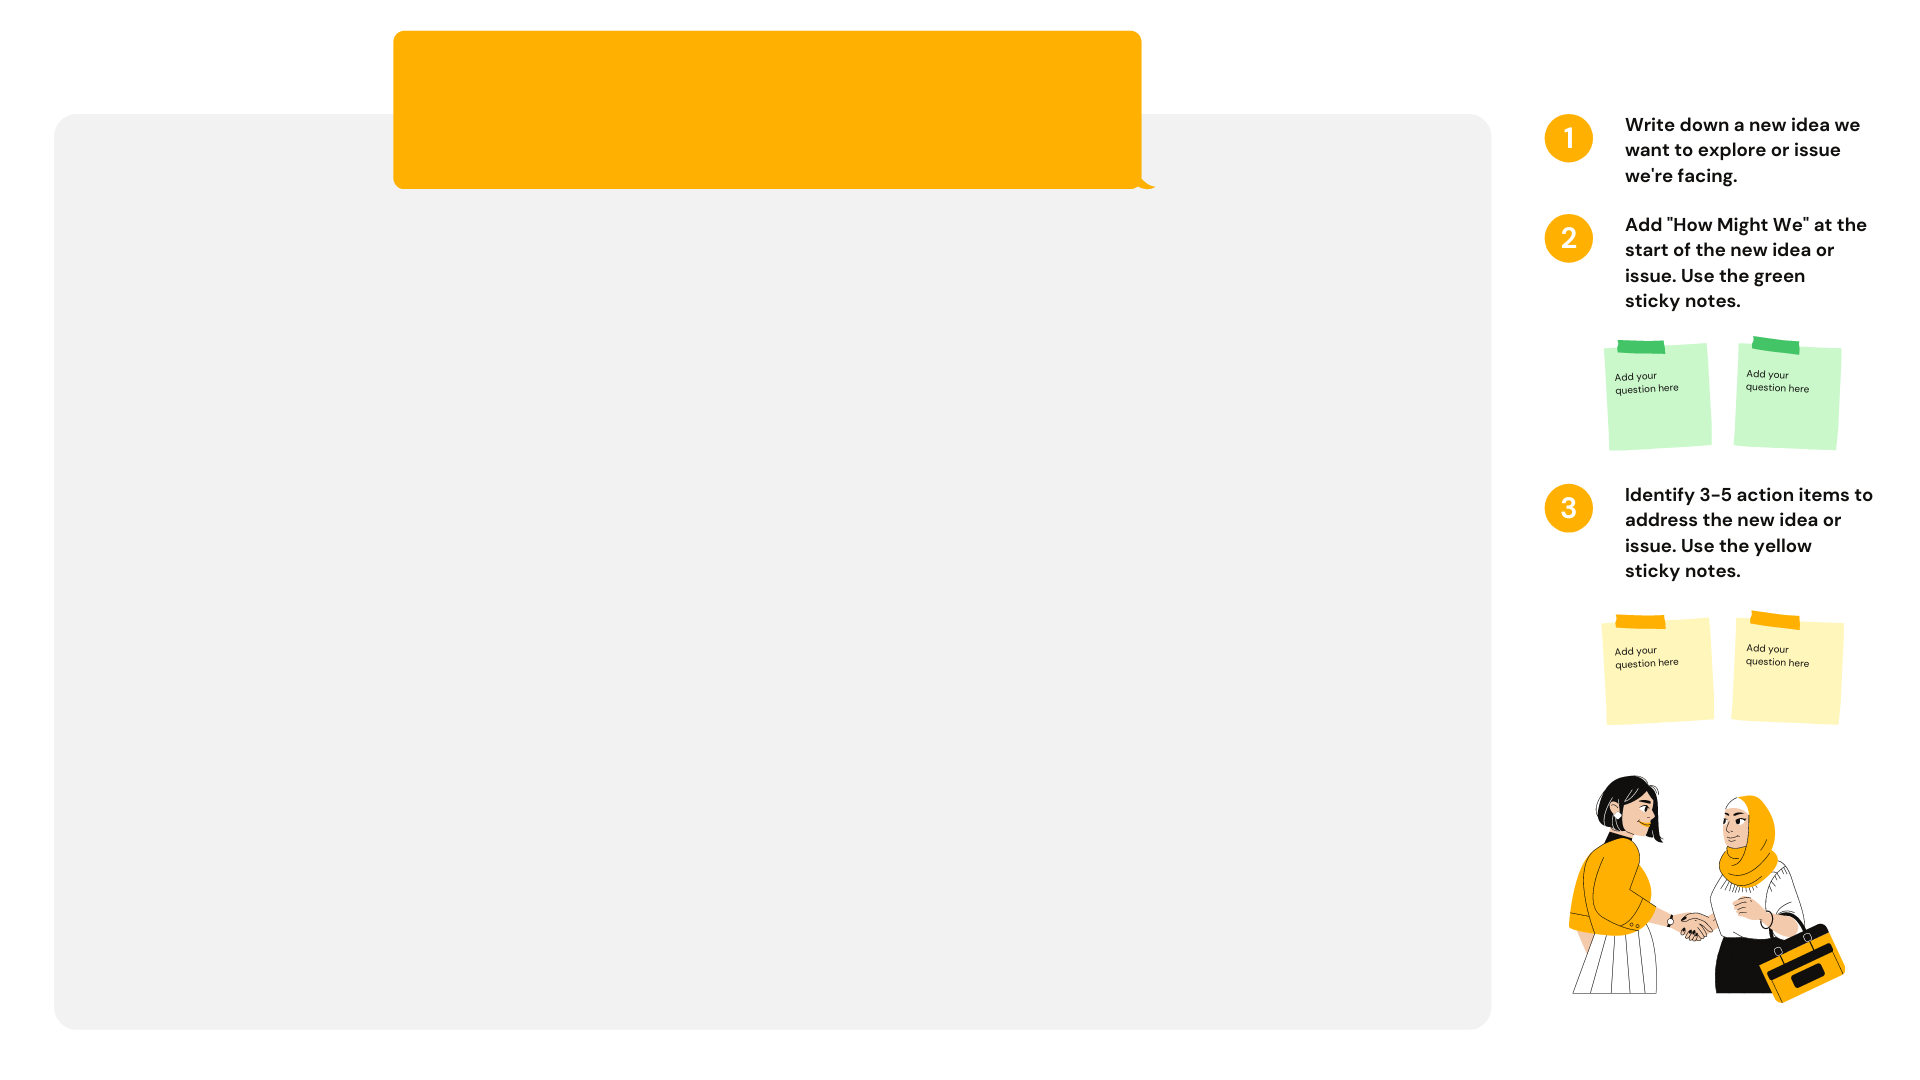 1
Write down a new idea we
want to explore or issue
we're facing.
2
Add "How Might We" at the
start of the new idea or
issue. Use the green
sticky notes.
Add your
question here
Add your
question here
3
Identify 3-5 action items to
address the new idea or
issue. Use the yellow
sticky notes.
Add your
question here
Add your
question here